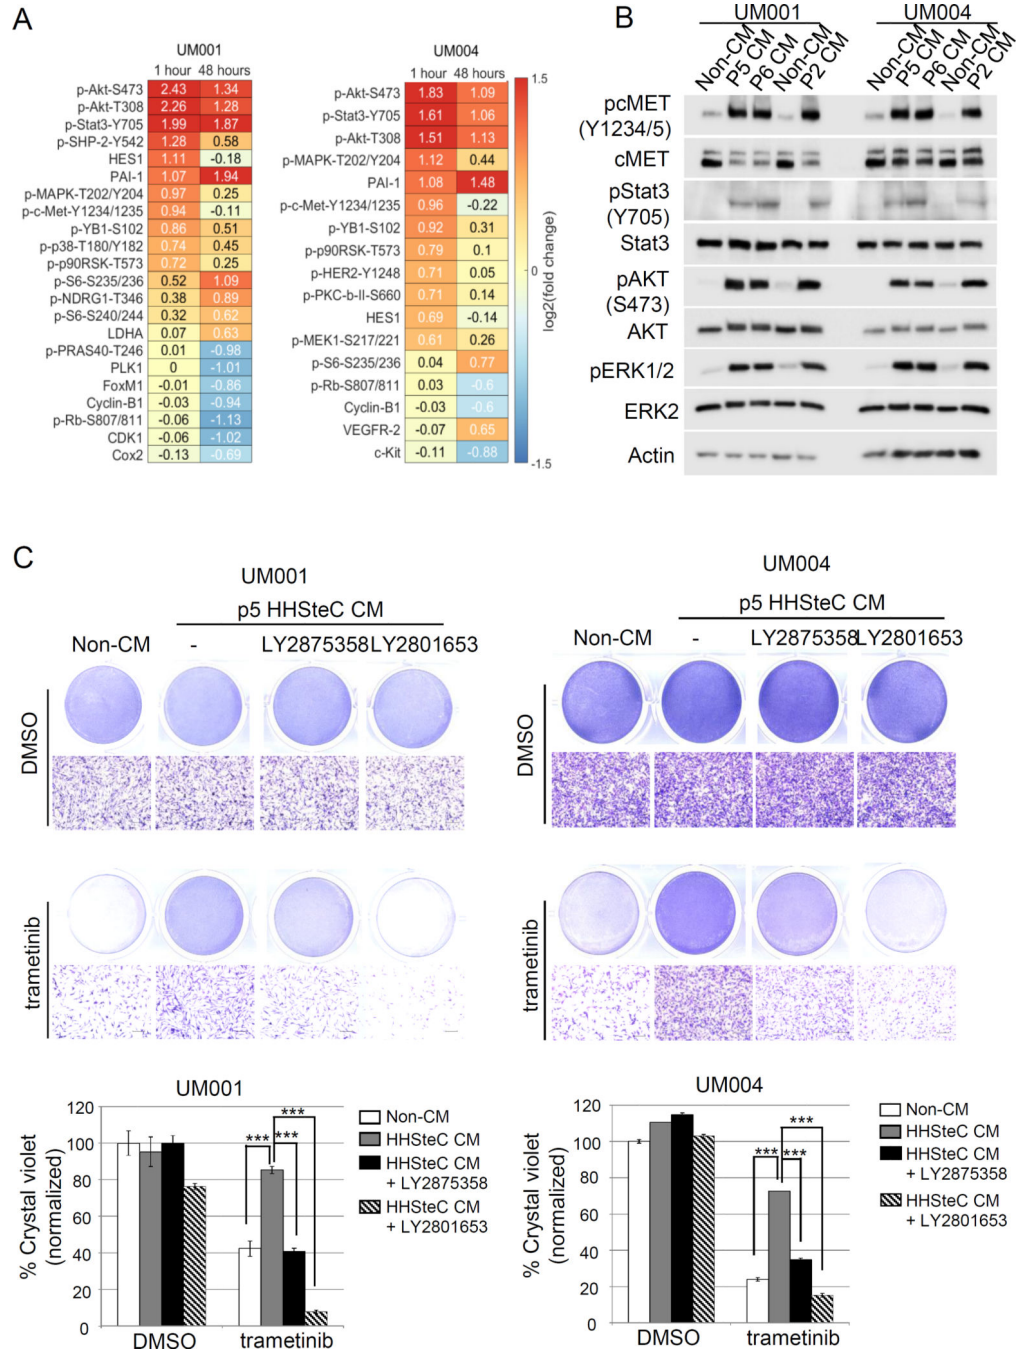 A
UM001
1 hour 48 hours
p-Akt-S473 2.43 1.34
p-Akt-T308 2.26 1.28
p-Stat3-Y705 1.99 1.87
p-SHP-2-Y542 1.28 0.58
HES1 1.11 -0.18
PAI-1 1.07 1.94
p-MAPK-T202/Y204 0.97 0.25
p-c-Met-Y1234/1235 0.94 -0.11
p-YB1-S102 0.86 0.51
p-p38-T180/Y182 0.74 0.45
p-p90RSK-T573 0.72 0.25
p-S6-S235/236 0.52 1.09
p-NDRG1-T346 0.38 0.89
p-S6-S240/244 0.32 0.62
LDHA 0.07 0.63
p-PRAS40-T246 0.01 -0.98
PLK1 0 -1.01
FoxM1 -0.01 -0.86
Cyclin-B1 -0.03 -0.94
p-Rb-S807/811 -0.06 -1.13
CDK1 -0.06 -1.02
Cox2 -0.13 -0.69
UM004
1 hour 48 hours
p-Akt-S473 1.83 1.09
p-Stat3-Y705 1.61 1.06
p-Akt-T308 1.51 1.13
p-MAPK-T202/Y204 1.12 0.44
PAI-1 1.08 1.48
p-c-Met-Y1234/1235 0.96 -0.22
p-YB1-S102 0.92 0.31
p-p90RSK-T573 0.79 0.1
p-HER2-Y1248 0.71 0.05
p-PKC-b-II-S660 0.71 0.14
HES1 0.69 -0.14
p-MEK1-S217/221 0.61 0.26
p-S6-S235/236 0.04 0.77
p-Rb-S807/811 0.03 -0.6
Cyclin-B1 -0.03 -0.6
VEGFR-2 -0.07 0.65
c-Kit -0.11 -0.88
1.5
0
-1.5
log2(fold change)
B
UM001 UM004
Non-CM P5 CM P6 CM Non-CM P2 CM Non-CM P5 CM P6 CM Non-CM P2 CM
pcMET
(Y1234/5)
cMET
pStat3
(Y705)
Stat3
pAKT
(S473)
AKT
pERK1/2
ERK2
Actin
C
UM001
p5 HHSteC CM
Non-CM - LY2875358 LY2801653
DMSO
trametinib
UM004
p5 HHSteC CM
Non-CM - LY2875358 LY2801653
DMSO
trametinib
UM001
% Crystal violet
(normalized)
120
100
80
60
40
20
0
*** *** ***
DMSO trametinib
Non-CM
HHSteC CM
HHSteC CM
+ LY2875358
HHSteC CM
+ LY2801653
UM004
% Crystal violet
(normalized)
120
100
80
60
40
20
0
*** *** ***
DMSO trametinib
Non-CM
HHSteC CM
HHSteC CM
+ LY2875358
HHSteC CM
+ LY2801653